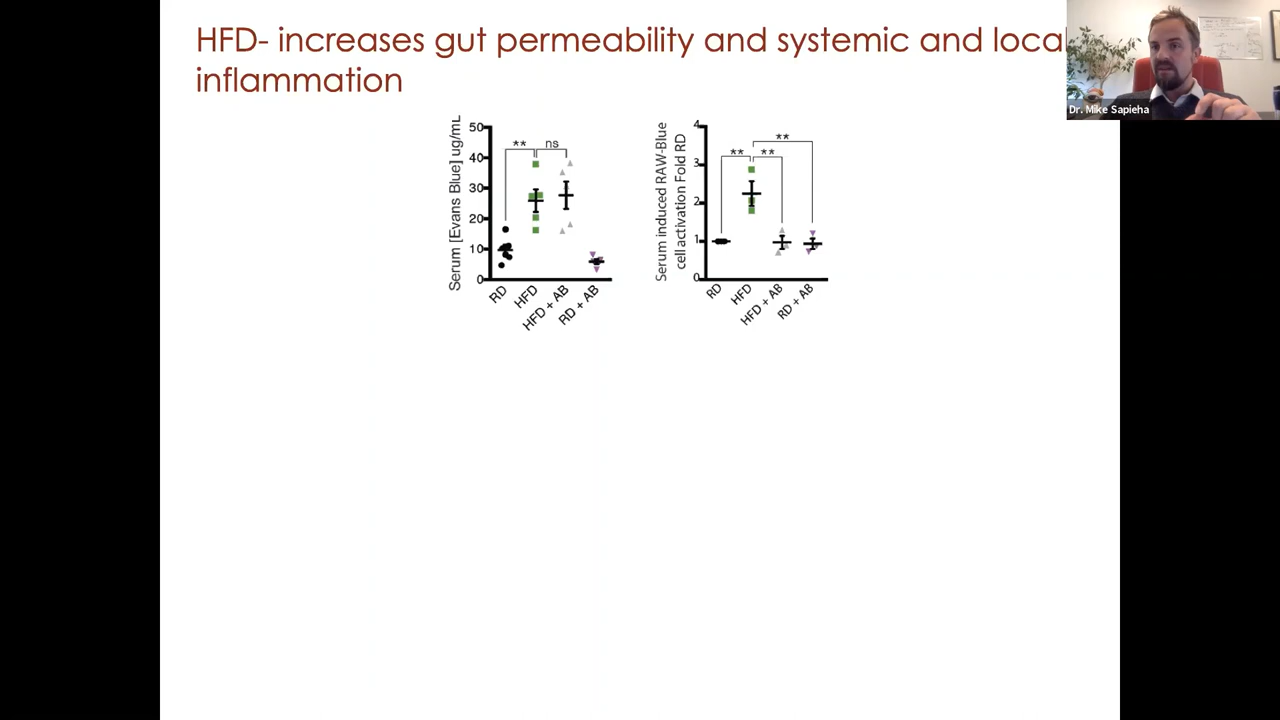 HFD- increases gut permeability and systemic and local
inflammation
Dr. Mike Sapieha
Serum [Evans Blue] ug/mL
50
40
30
20
10
0
**
ns
RD
HFD
HFD + AB
RD + AB
Serum induced RAW-Blue
cell activation Fold RD
4
3
2
1
0
**
**
**
RD
HFD
HFD + AB
RD + AB